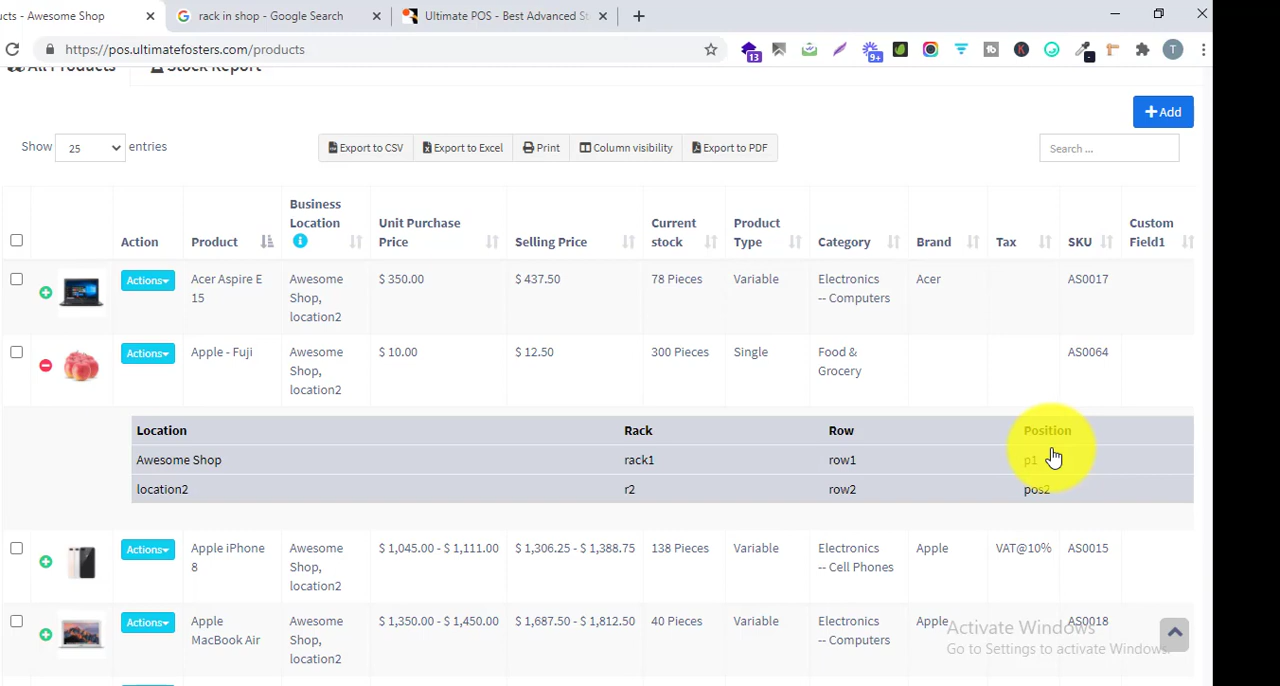 cts - Awesome Shop
rack in shop - Google Search
Ultimate POS - Best Advanced St
https://pos.ultimatefosters.com/products
13
9+
tb
K
T
All Products
Stock Report
Add
Show 25 entries
Export to CSV
Export to Excel
Print
Column visibility
Export to PDF
Search ...
Action Product Business Location Unit Purchase Price Selling Price Current stock Product Type Category Brand Tax SKU Custom Field1
Actions Acer Aspire E 15 Awesome Shop, location2 $ 350.00 $ 437.50 78 Pieces Variable Electronics -- Computers Acer AS0017
Actions Apple - Fuji Awesome Shop, location2 $ 10.00 $ 12.50 300 Pieces Single Food & Grocery AS0064
Location Rack Row Position
Awesome Shop rack1 row1 p1
location2 r2 row2 pos2
Actions Apple iPhone 8 Awesome Shop, location2 $ 1,045.00 - $ 1,111.00 $ 1,306.25 - $ 1,388.75 138 Pieces Variable Electronics -- Cell Phones Apple VAT@10% AS0015
Actions Apple MacBook Air Awesome Shop, location2 $ 1,350.00 - $ 1,450.00 $ 1,687.50 - $ 1,812.50 40 Pieces Variable Electronics -- Computers Apple AS0018
Activate Windows
Go to Settings to activate Windows.